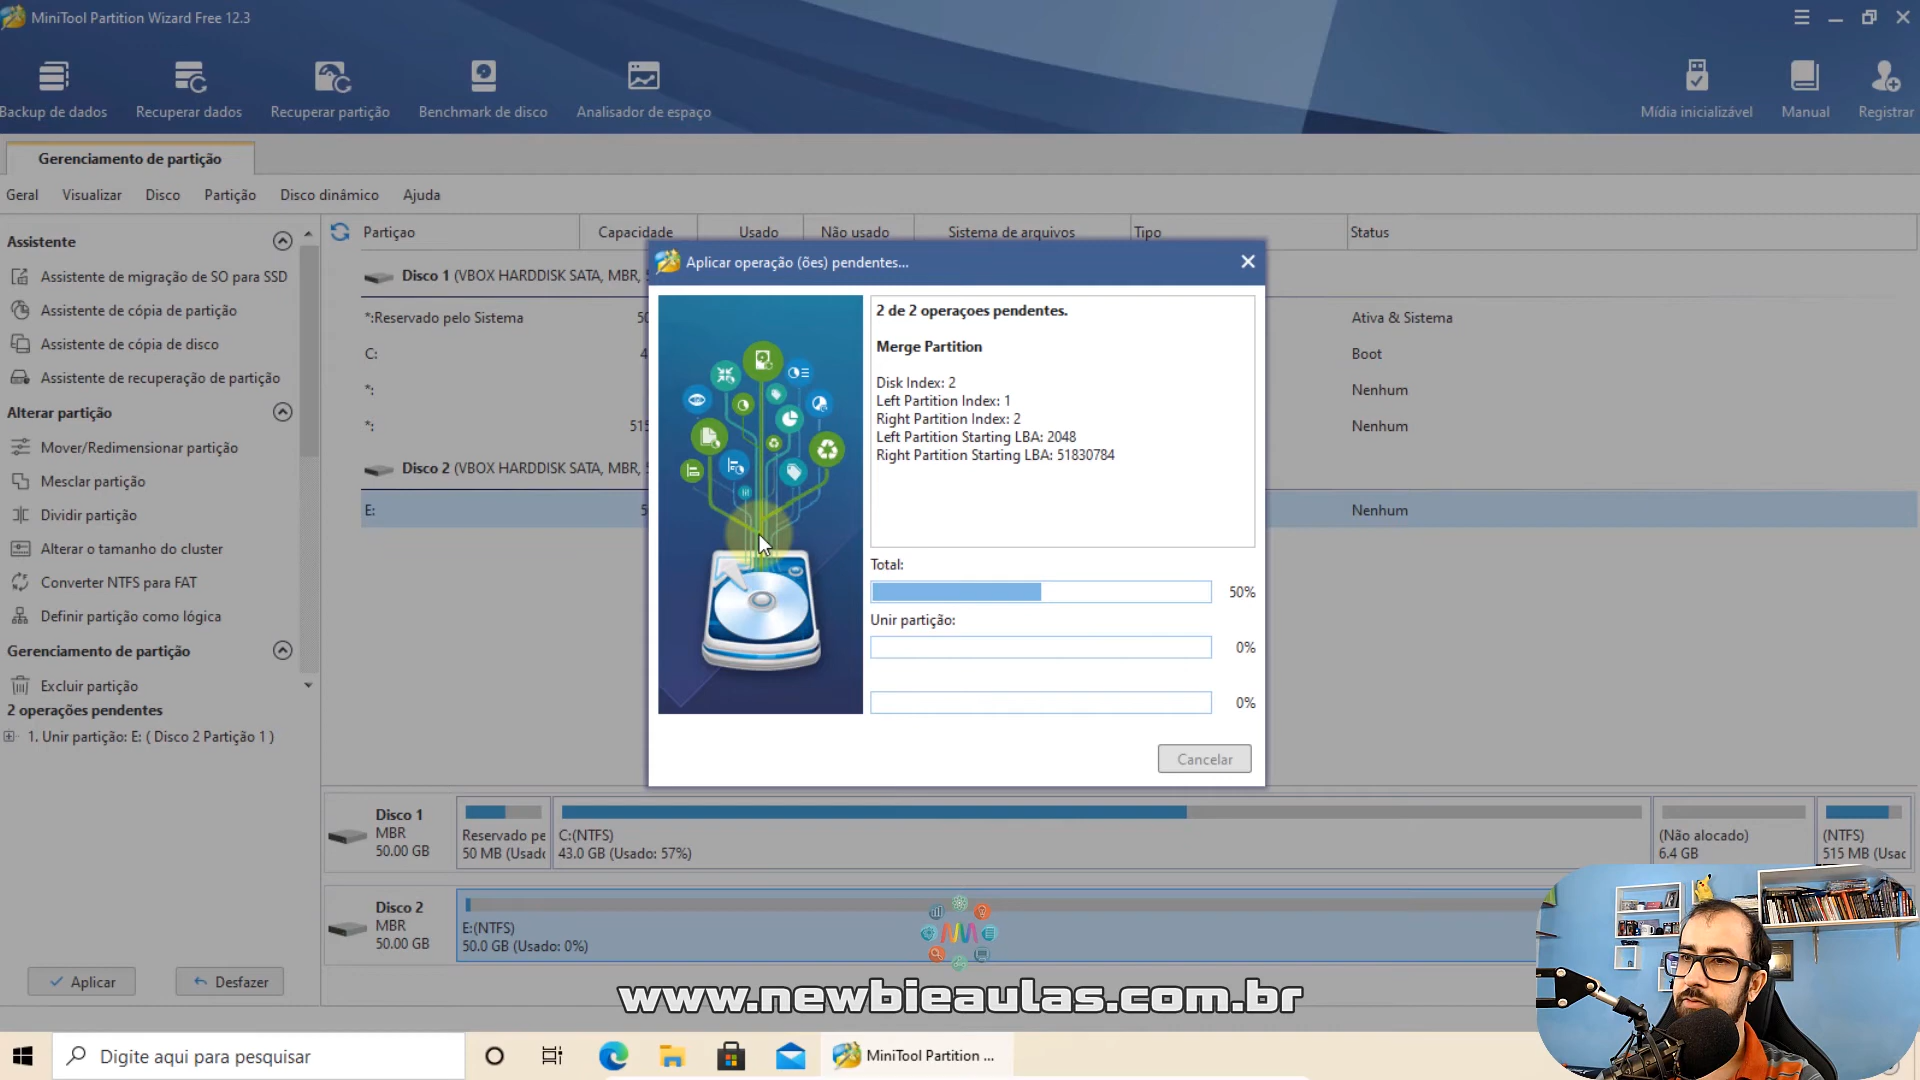 MiniTool Partition Wizard Free 12.3
Backup de dados
Recuperar dados
Recuperar partição
Benchmark de disco
Analisador de espaço
Mídia inicializável
Manual
Registrar
Gerenciamento de partição
Geral Visualizar Disco Partição Disco dinâmico Ajuda
Assistente
Assistente de migração de SO para SSD
Assistente de cópia de partição
Assistente de cópia de disco
Assistente de recuperação de partição
Alterar partição
Mover/Redimensionar partição
Mesclar partição
Dividir partição
Alterar o tamanho do cluster
Converter NTFS para FAT
Definir partição como lógica
Gerenciamento de partição
Excluir partição
2 operações pendentes
1. Unir partição: E: ( Disco 2 Partição 1 )
Aplicar
Desfazer
Partiçao Capacidade Usado Não usado Sistema de arquivos Tipo Status
Disco 1 (VBOX HARDDISK SATA, MBR,
*:Reservado pelo Sistema 50 Ativa & Sistema
C: 4 Boot
*: Nenhum
*: 515 Nenhum
Disco 2 (VBOX HARDDISK SATA, MBR,
E: 5 Nenhum
Aplicar operação (ões) pendentes...
2 de 2 operaçoes pendentes.
Merge Partition
Disk Index: 2
Left Partition Index: 1
Right Partition Index: 2
Left Partition Starting LBA: 2048
Right Partition Starting LBA: 51830784
Total:
50%
Unir partição:
0%
0%
Cancelar
Disco 1
MBR
50.00 GB
Reservado pe
50 MB (Usad
C:(NTFS)
43.0 GB (Usado: 57%)
(Não alocado)
6.4 GB
(NTFS)
515 MB (Usac
Disco 2
MBR
50.00 GB
E:(NTFS)
50.0 GB (Usado: 0%)
www.newbieaulas.com.br
Digite aqui para pesquisar
MiniTool Partition ...